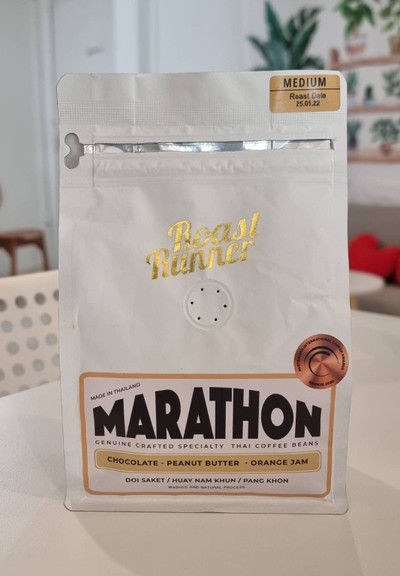 MEDIUM
Roast Date
25.01.22
Roast
Runner
MADE IN THAILAND
MARATHON
GENUINE CRAFTED SPECIALTY THAI COFFEE BEANS
CHOCOLATE · PEANUT BUTTER · ORANGE JAM
DOI SAKET / HUAY NAM KHUN / PANG KHON
WASHED AND NATURAL PROCESS